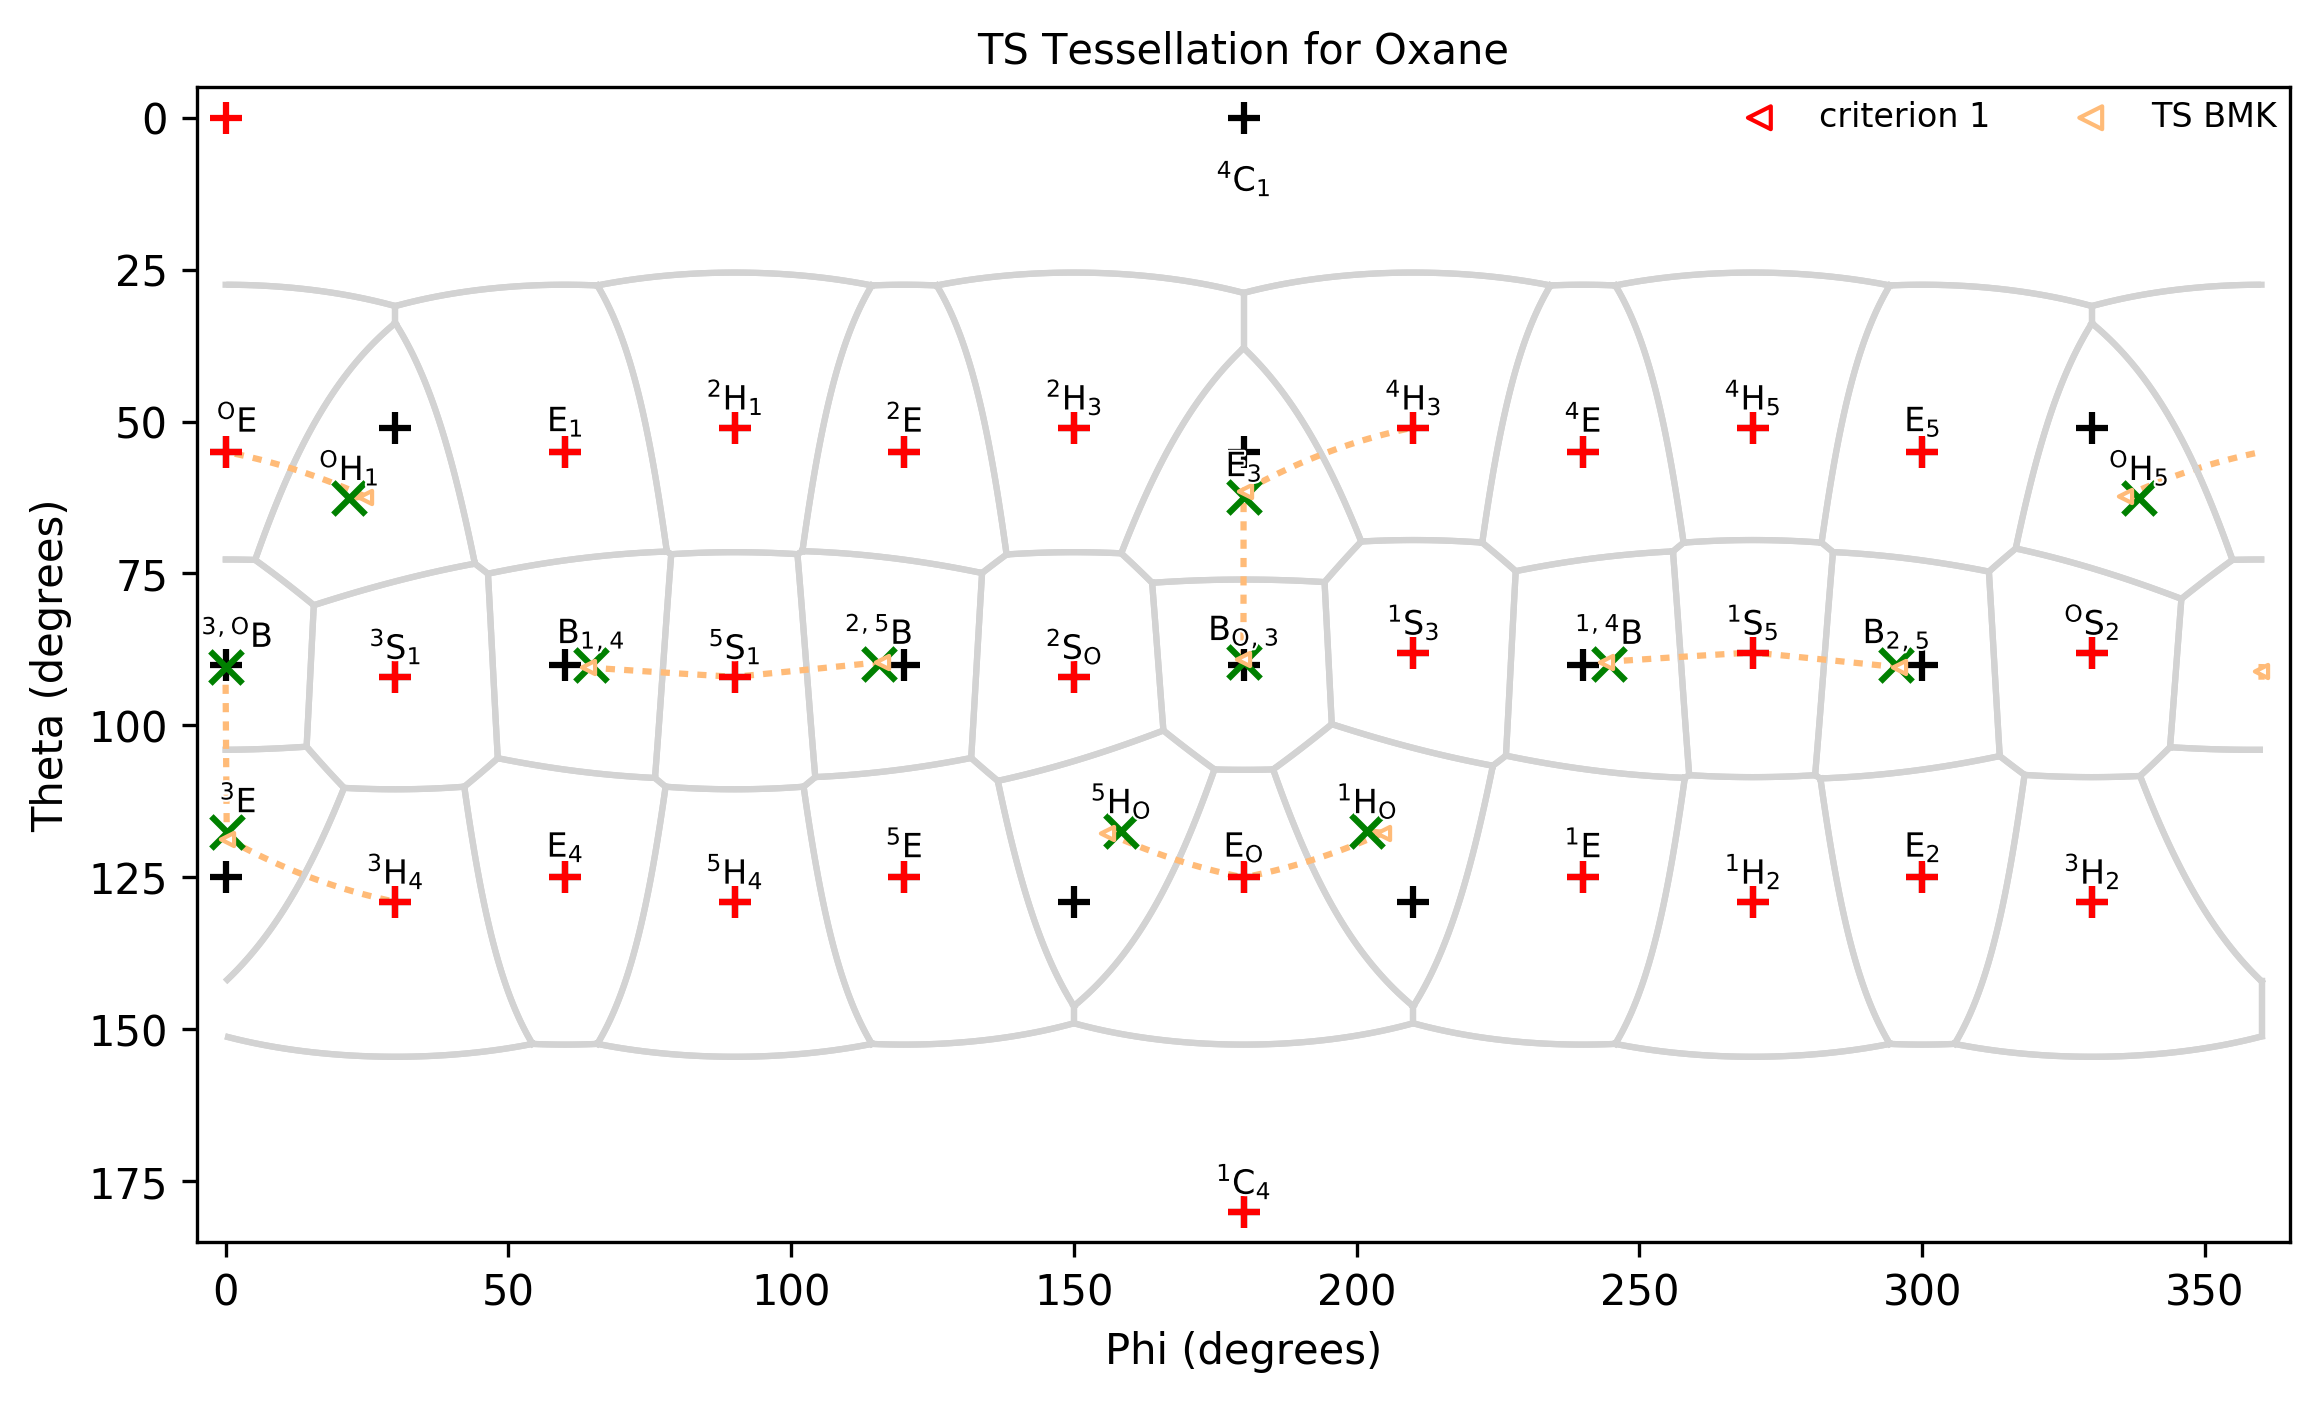 TS Tessellation for Oxane
0
criterion 1
TS BMK
⁴C₁
25
50
ᴼE
ᴼH₁
E₁
²H₁
²E
²H₃
E₃
⁴H₃
⁴E
⁴H₅
E₅
ᴼH₅
75
³,ᴼB
³S₁
B₁,₄
⁵S₁
²,⁵B
²Sₒ
Bₒ,₃
¹S₃
¹,⁴B
¹S₅
B₂,₅
ᴼS₂
100
³E
³H₄
E₄
⁵H₄
⁵E
⁵Hₒ
Eₒ
¹Hₒ
¹E
¹H₂
E₂
³H₂
125
150
175
¹C₄
0
50
100
150
200
250
300
350
Phi (degrees)
Theta (degrees)